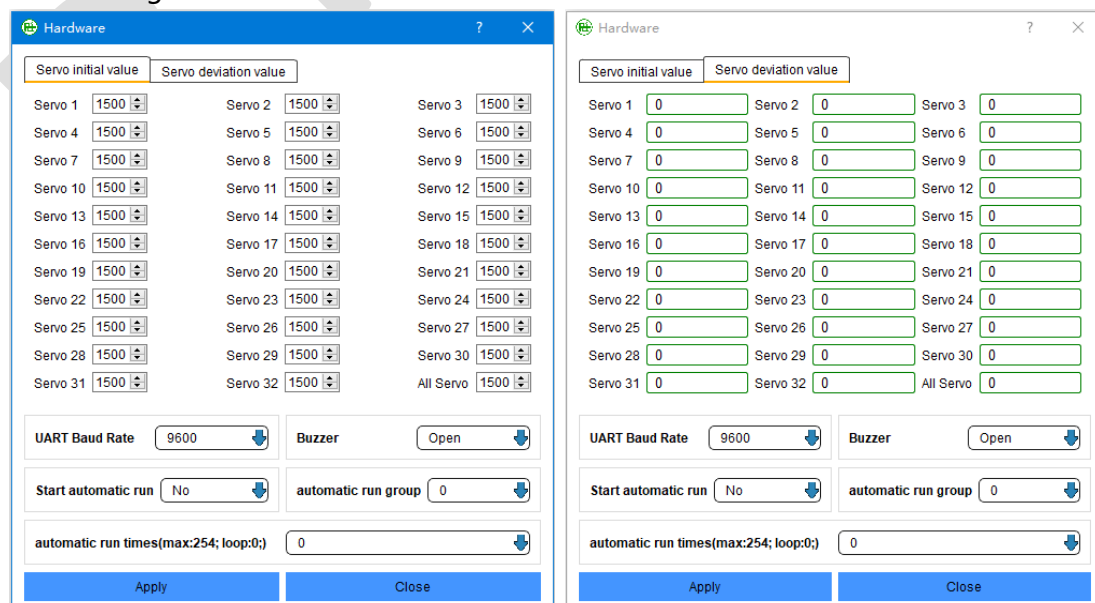 Hardware ? ×
Servo initial value Servo deviation value
Servo 1 1500 Servo 2 1500 Servo 3 1500
Servo 4 1500 Servo 5 1500 Servo 6 1500
Servo 7 1500 Servo 8 1500 Servo 9 1500
Servo 10 1500 Servo 11 1500 Servo 12 1500
Servo 13 1500 Servo 14 1500 Servo 15 1500
Servo 16 1500 Servo 17 1500 Servo 18 1500
Servo 19 1500 Servo 20 1500 Servo 21 1500
Servo 22 1500 Servo 23 1500 Servo 24 1500
Servo 25 1500 Servo 26 1500 Servo 27 1500
Servo 28 1500 Servo 29 1500 Servo 30 1500
Servo 31 1500 Servo 32 1500 All Servo 1500
UART Baud Rate 9600 Buzzer Open
Start automatic run No automatic run group 0
automatic run times(max:254; loop:0;) 0
Apply Close
Hardware ? ×
Servo initial value Servo deviation value
Servo 1 0 Servo 2 0 Servo 3 0
Servo 4 0 Servo 5 0 Servo 6 0
Servo 7 0 Servo 8 0 Servo 9 0
Servo 10 0 Servo 11 0 Servo 12 0
Servo 13 0 Servo 14 0 Servo 15 0
Servo 16 0 Servo 17 0 Servo 18 0
Servo 19 0 Servo 20 0 Servo 21 0
Servo 22 0 Servo 23 0 Servo 24 0
Servo 25 0 Servo 26 0 Servo 27 0
Servo 28 0 Servo 29 0 Servo 30 0
Servo 31 0 Servo 32 0 All Servo 0
UART Baud Rate 9600 Buzzer Open
Start automatic run No automatic run group 0
automatic run times(max:254; loop:0;) 0
Apply Close